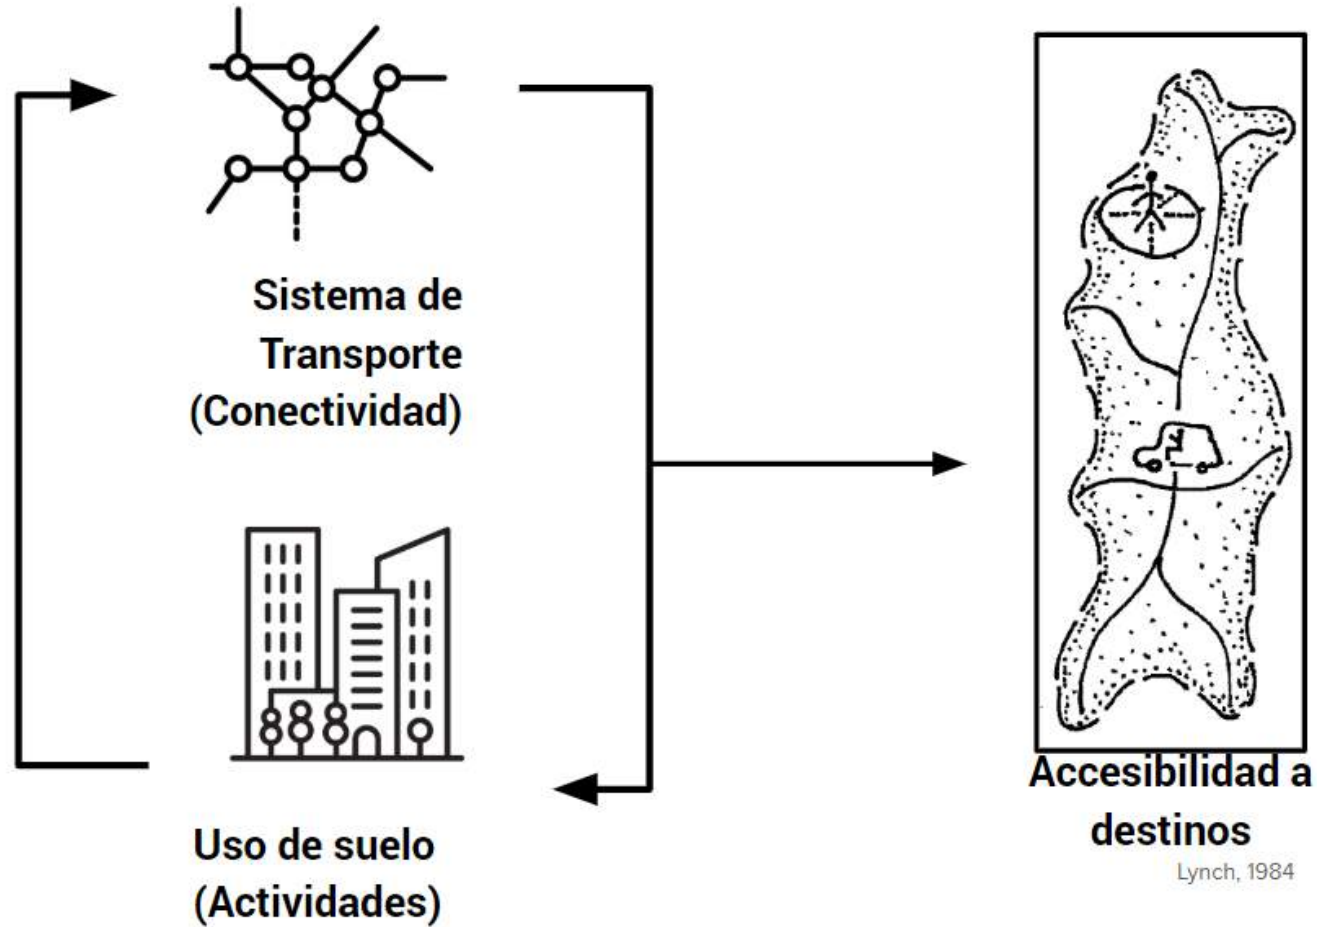 Sistema de
Transporte
(Conectividad)
Uso de suelo
(Actividades)
Accesibilidad a
destinos
Lynch, 1984